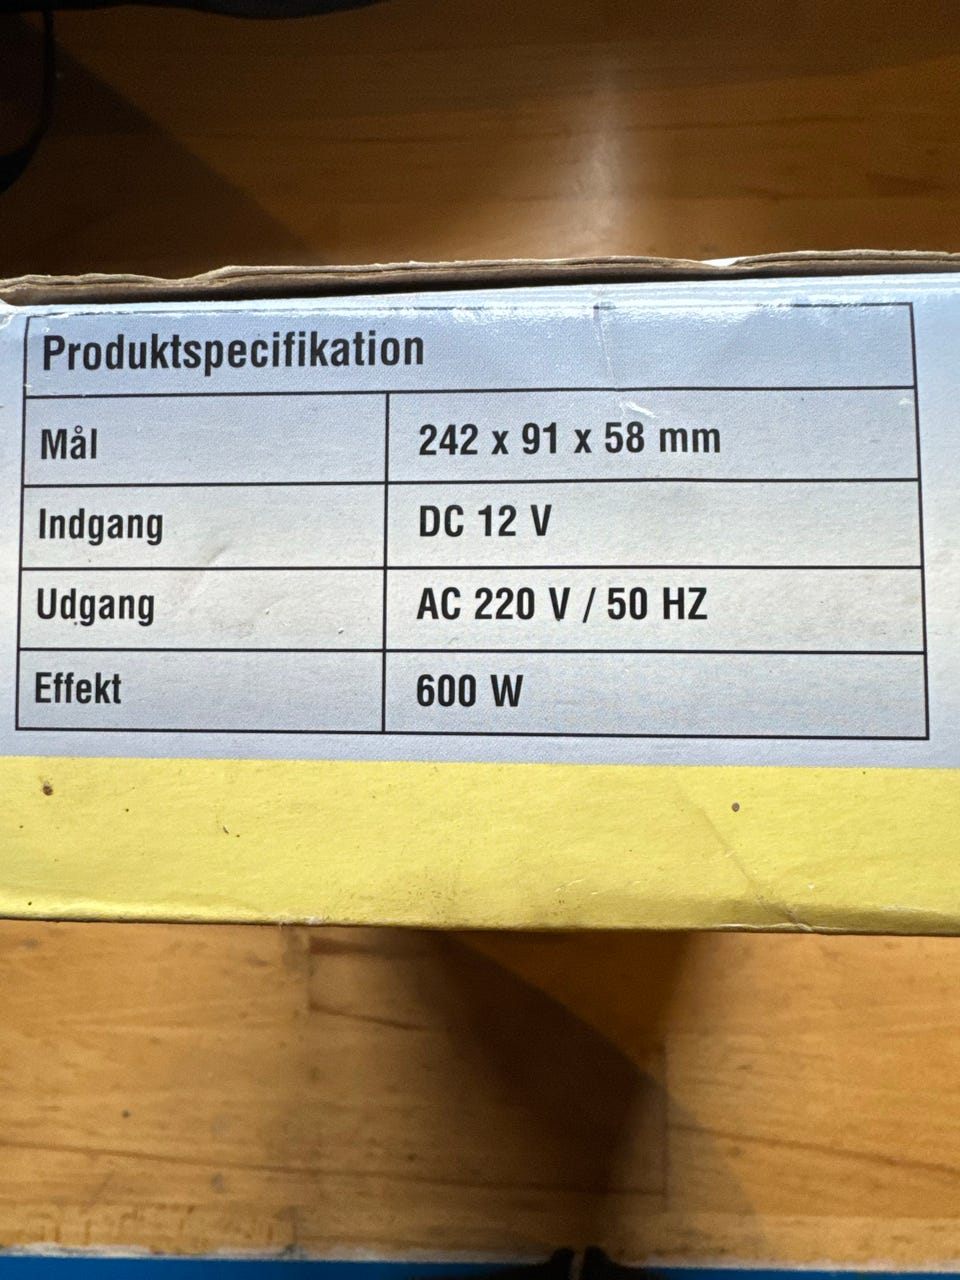 Produktspecifikation
Mål 242 x 91 x 58 mm
Indgang DC 12 V
Udgang AC 220 V / 50 HZ
Effekt 600 W